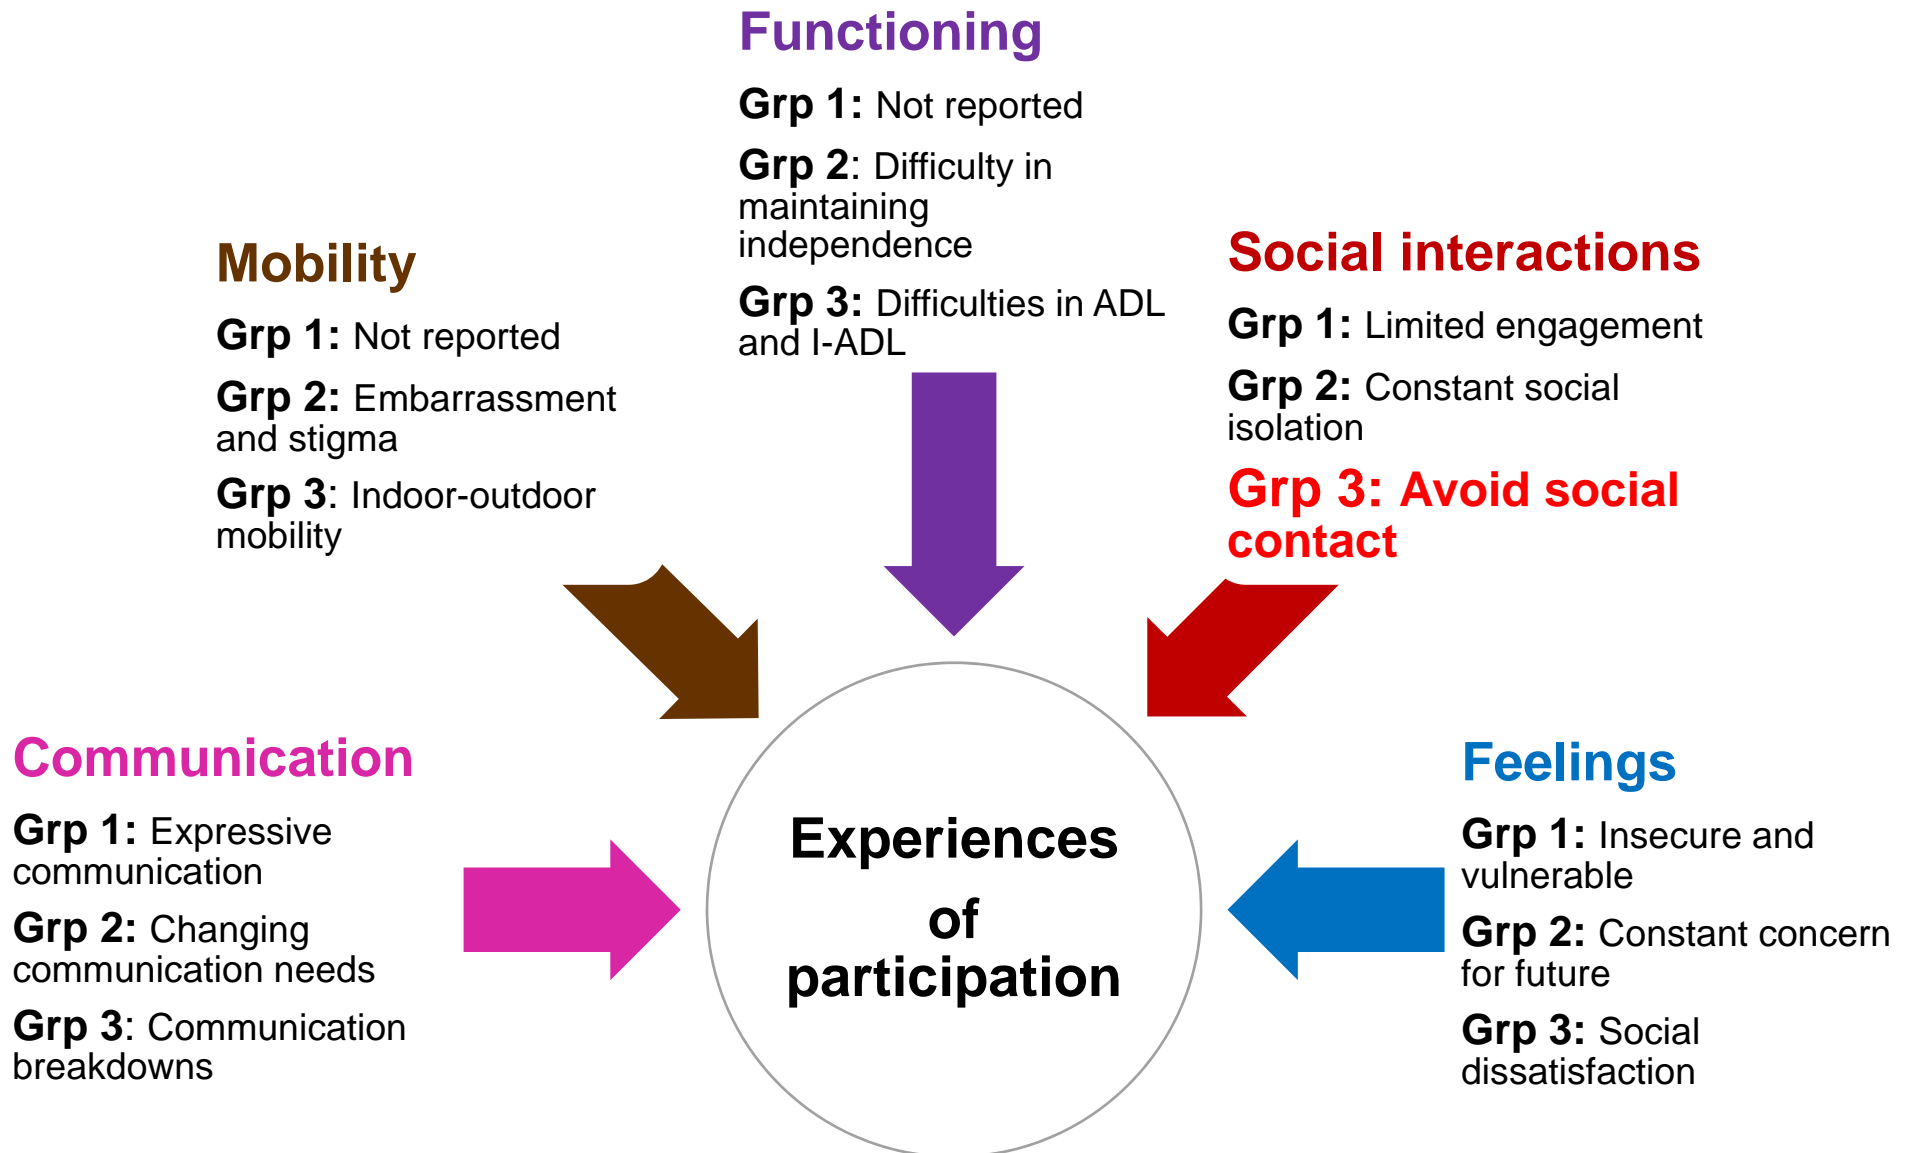 Functioning
Grp 1: Not reported
Grp 2: Difficulty in
maintaining
independence
Grp 3: Difficulties in ADL
and I-ADL
Mobility
Grp 1: Not reported
Grp 2: Embarrassment
and stigma
Grp 3: Indoor-outdoor
mobility
Social interactions
Grp 1: Limited engagement
Grp 2: Constant social
isolation
Grp 3: Avoid social
contact
Communication
Grp 1: Expressive
communication
Grp 2: Changing
communication needs
Grp 3: Communication
breakdowns
Experiences
of
participation
Feelings
Grp 1: Insecure and
vulnerable
Grp 2: Constant concern
for future
Grp 3: Social
dissatisfaction